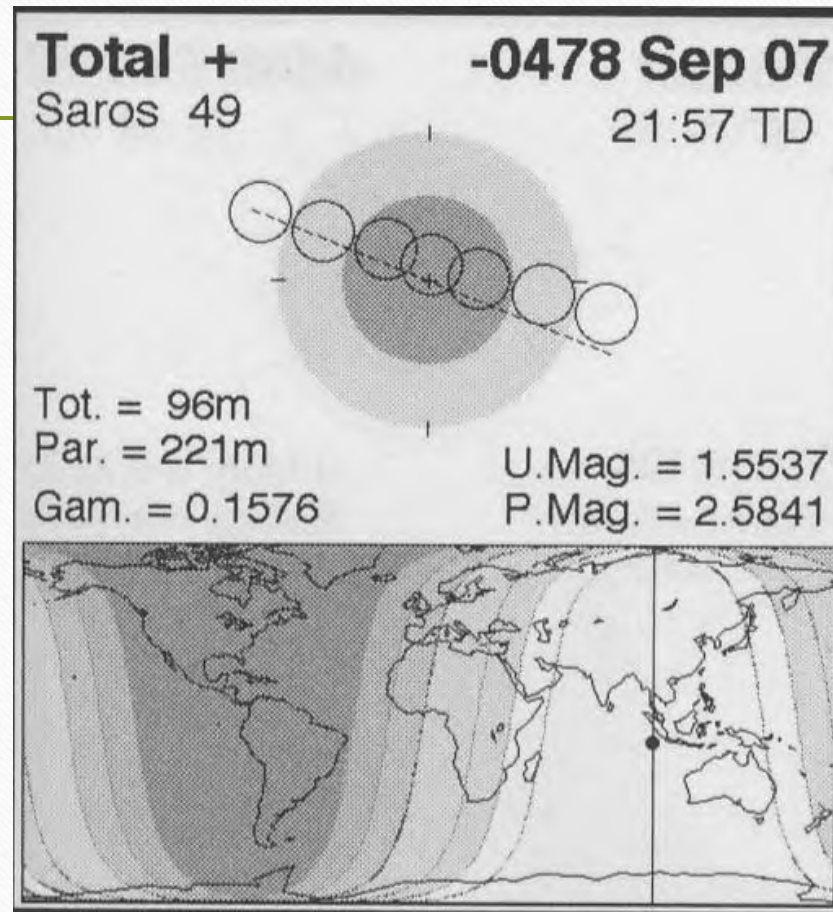 Total + -0478 Sep 07
Saros 49 21:57 TD
Tot. = 96m
Par. = 221m U.Mag. = 1.5537
Gam. = 0.1576 P.Mag. = 2.5841